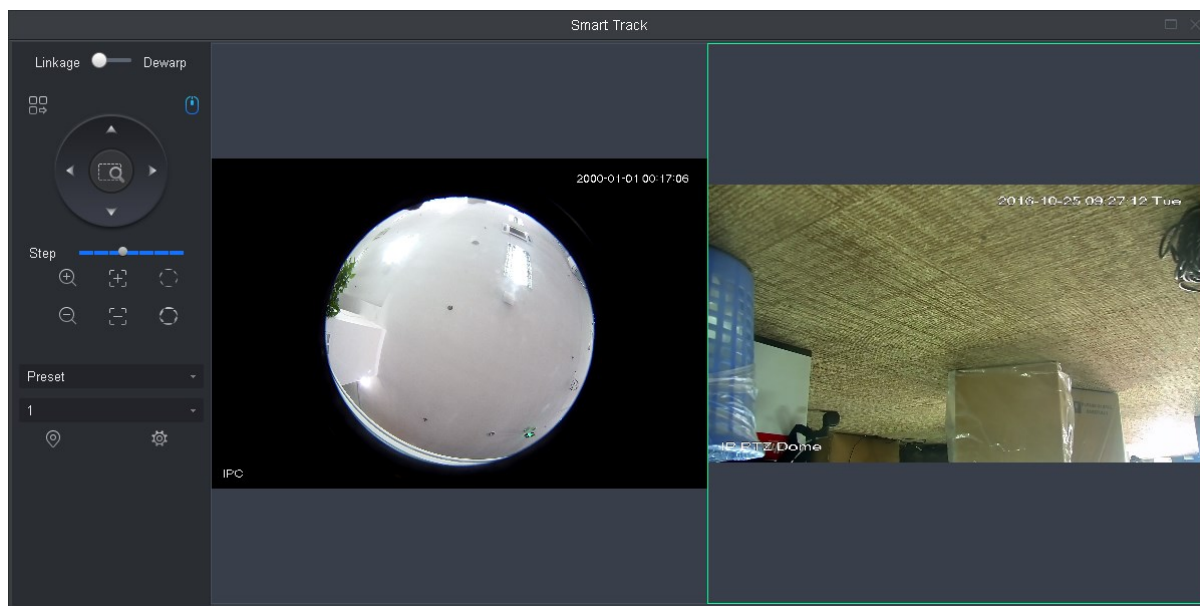 Smart Track
Linkage
Dewarp
Step
Preset
1
2000-01-01 00:17:06
IPC
2016-10-25 09:27:12 Tue
IP PTZ Dome